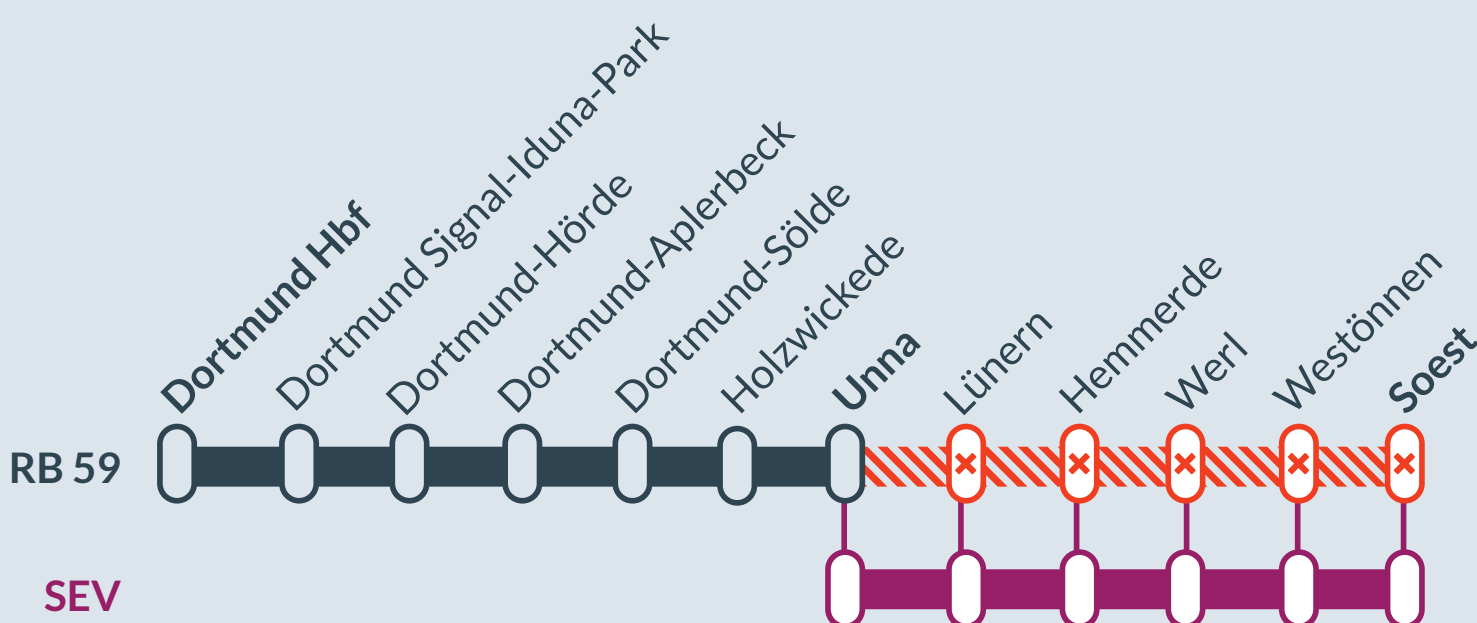 Dortmund Hbf
Dortmund Signal-Iduna-Park
Dortmund-Hörde
Dortmund-Aplerbeck
Dortmund-Sölde
Holzwickede
Unna
Lünern
Hemmerde
Werl
Westönnen
Soest
RB 59
SEV